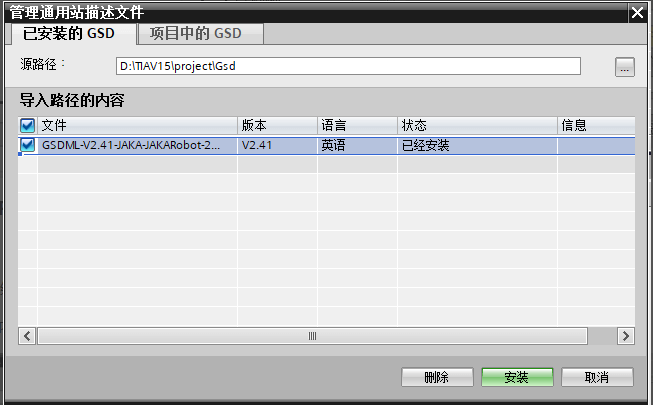 管理通用站描述文件
已安装的 GSD 项目中的 GSD
源路径： D:\TIAV15\project\Gsd ...
导入路径的内容
文件 版本 语言 状态 信息
GSDML-V2.41-JAKA-JAKARobot-2... V2.41 英语 已经安装
删除 安装 取消